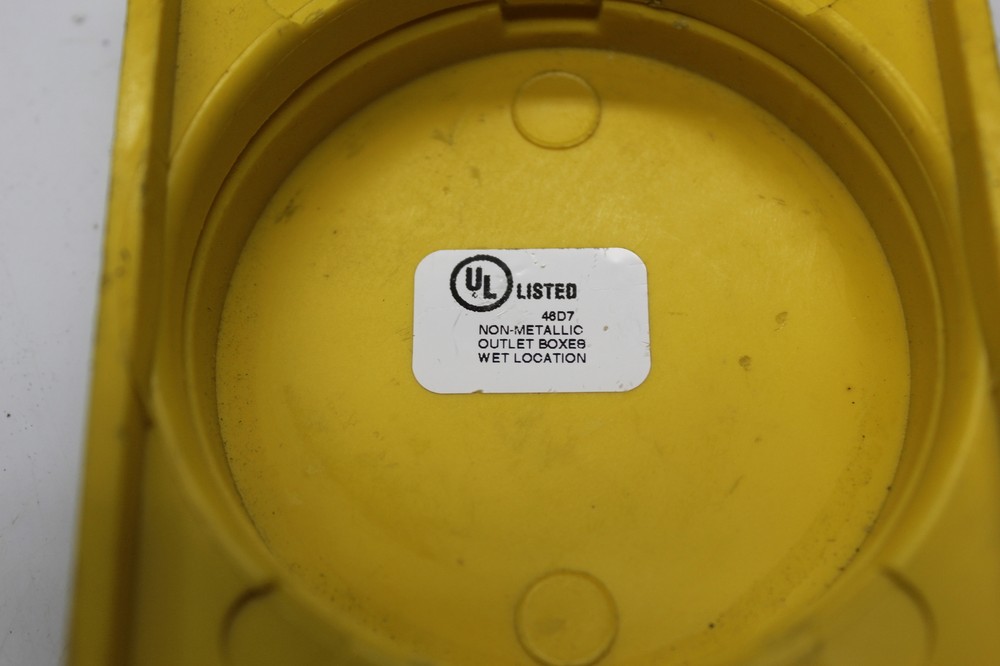 UL LISTED
46D7
NON-METALLIC
OUTLET BOXES
WET LOCATION